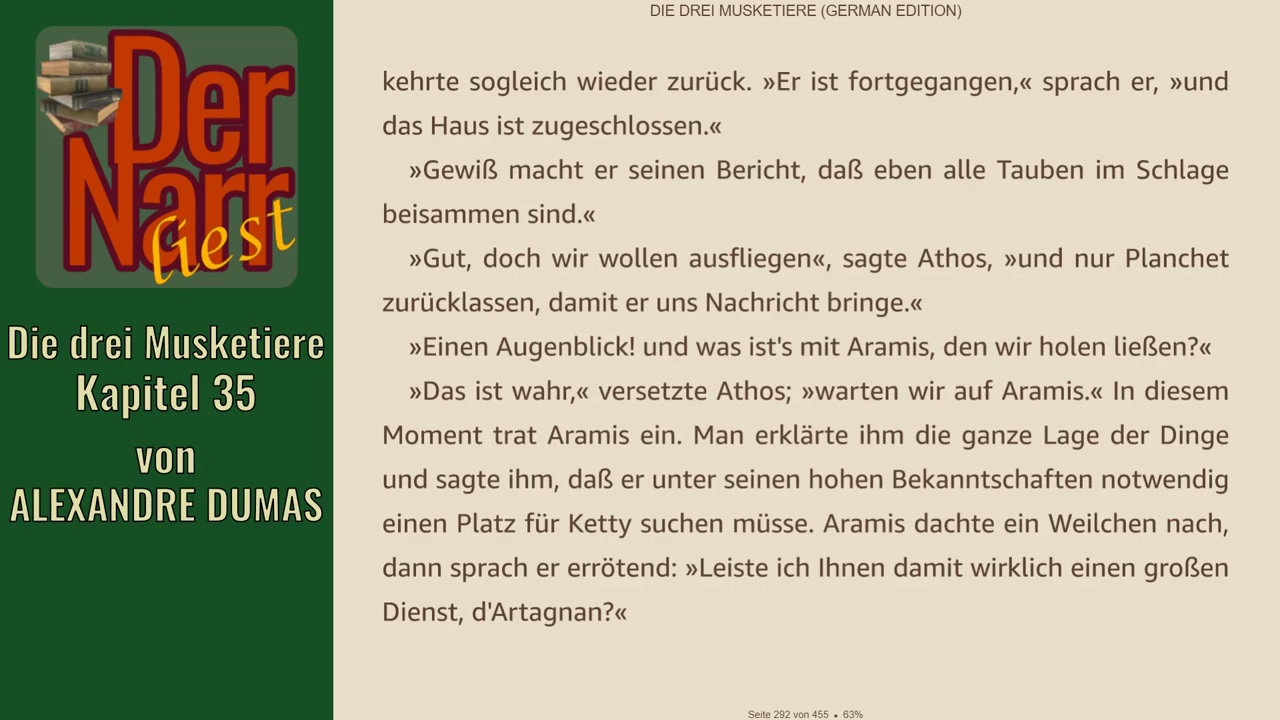 Der
Narr
liest
Die drei Musketiere
Kapitel 35
von
ALEXANDRE DUMAS
DIE DREI MUSKETIERE (GERMAN EDITION)
kehrte sogleich wieder zurück. »Er ist fortgegangen,« sprach er, »und
das Haus ist zugeschlossen.«
»Gewiß macht er seinen Bericht, daß eben alle Tauben im Schlage
beisammen sind.«
»Gut, doch wir wollen ausfliegen«, sagte Athos, »und nur Planchet
zurücklassen, damit er uns Nachricht bringe.«
»Einen Augenblick! und was ist's mit Aramis, den wir holen ließen?«
»Das ist wahr,« versetzte Athos; »warten wir auf Aramis.« In diesem
Moment trat Aramis ein. Man erklärte ihm die ganze Lage der Dinge
und sagte ihm, daß er unter seinen hohen Bekanntschaften notwendig
einen Platz für Ketty suchen müsse. Aramis dachte ein Weilchen nach,
dann sprach er errötend: »Leiste ich Ihnen damit wirklich einen großen
Dienst, d'Artagnan?«
Seite 292 von 455 • 63%